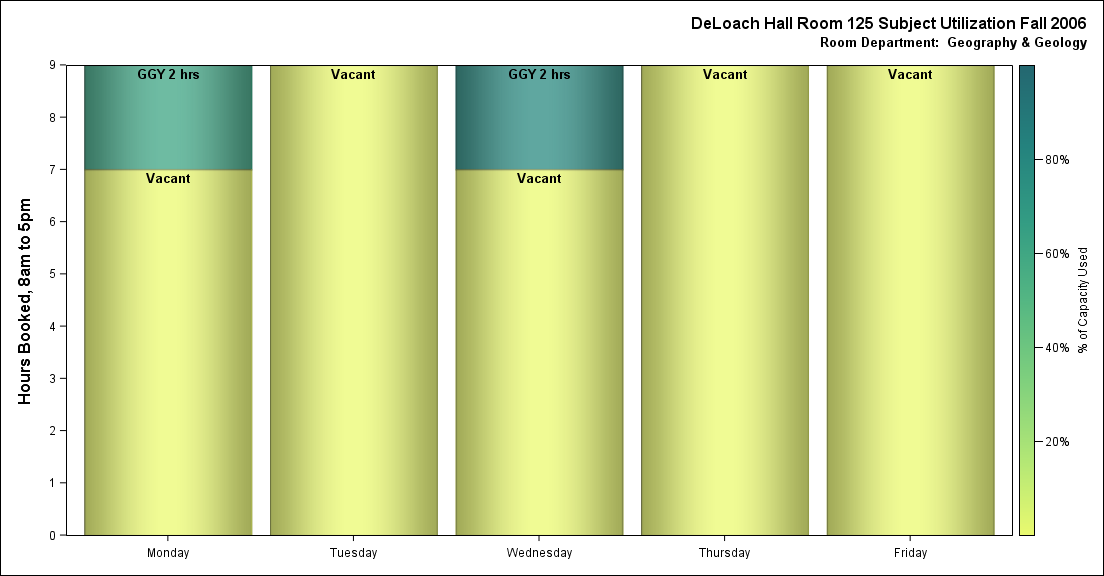 DeLoach Hall Room 125 Subject Utilization Fall 2006
Room Department: Geography & Geology
Hours Booked, 8am to 5pm
9
8
7
6
5
4
3
2
1
0
GGY 2 hrs
Vacant
Vacant
GGY 2 hrs
Vacant
Vacant
Vacant
Monday
Tuesday
Wednesday
Thursday
Friday
80%
60%
40%
20%
% of Capacity Used